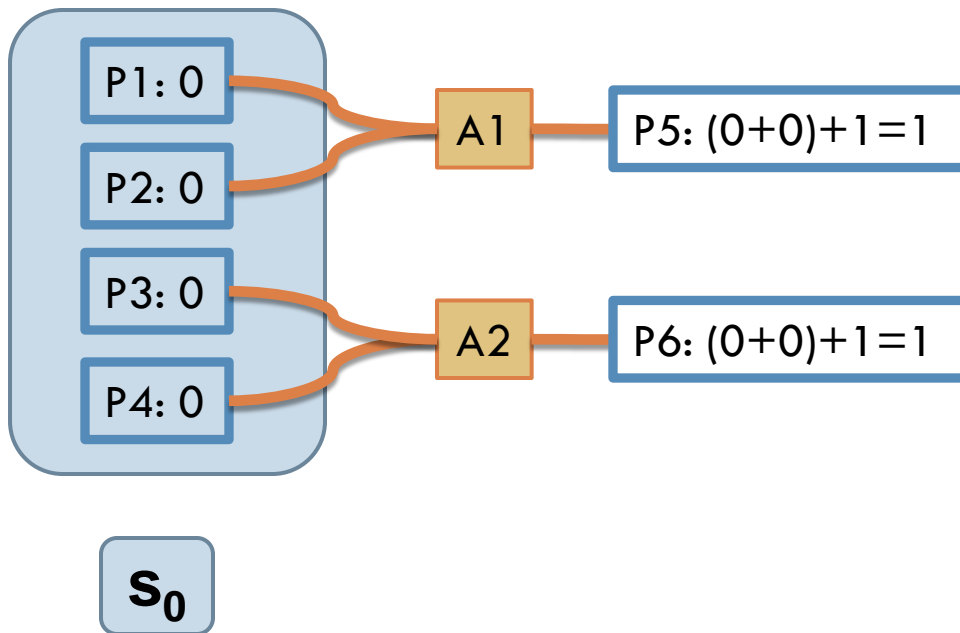 P1: 0
P2: 0
A1
P5: (0+0)+1=1
P3: 0
P4: 0
A2
P6: (0+0)+1=1
s₀